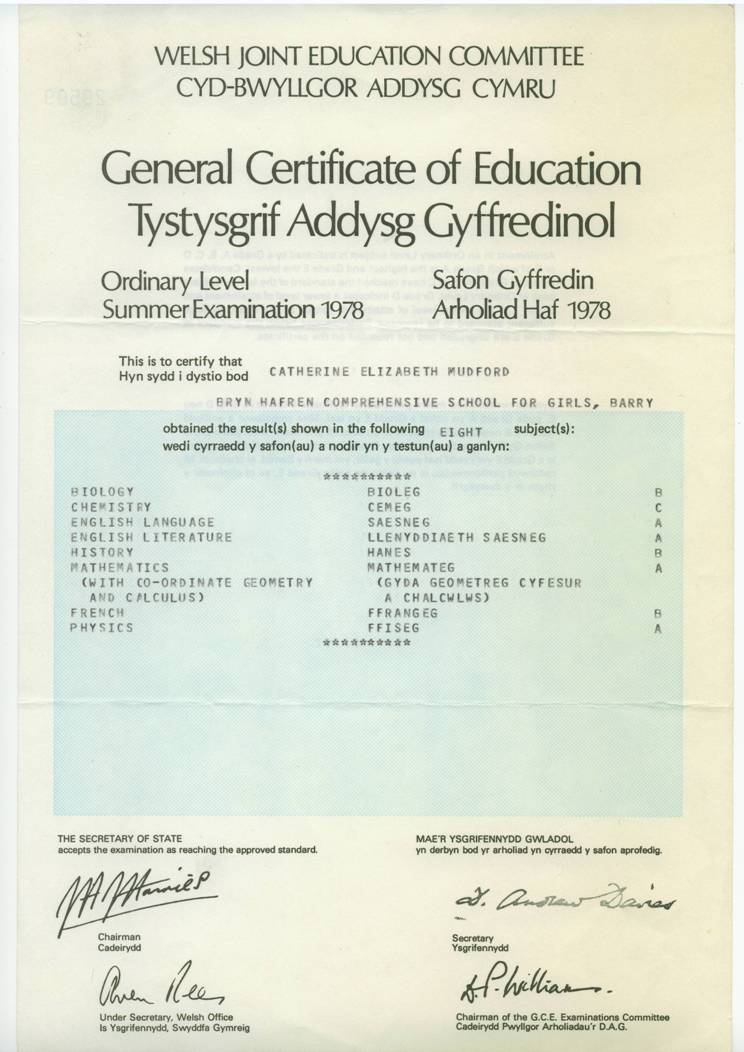 WELSH JOINT EDUCATION COMMITTEE
CYD-BWYLLGOR ADDYSG CYMRU
General Certificate of Education
Tystysgrif Addysg Gyffredinol
Ordinary Level Safon Gyffredin
Summer Examination 1978 Arholiad Haf 1978
This is to certify that
Hyn sydd i dystio bod CATHERINE ELIZABETH MUDFORD
BRYN HAFREN COMPREHENSIVE SCHOOL FOR GIRLS, BARRY
obtained the result(s) shown in the following EIGHT subject(s):
wedi cyrraedd y safon(au) a nodir yn y testun(au) a ganlyn:
**********
BIOLOGY BIOLEG B
CHEMISTRY CEMEG C
ENGLISH LANGUAGE SAESNEG A
ENGLISH LITERATURE LLENYDDIAETH SAESNEG A
HISTORY HANES B
MATHEMATICS MATHEMATEG A
(WITH CO-ORDINATE GEOMETRY (GYDA GEOMETREG CYFESUR
AND CALCULUS) A CHALCWLWS)
FRENCH FFRANGEG B
PHYSICS FFISEG A
**********
THE SECRETARY OF STATE MAE'R YSGRIFENNYDD GWLADOL
accepts the examination as reaching the approved standard. yn derbyn bod yr arholiad yn cyrraedd y safon aprofedig.
Andrew Davies
Chairman Secretary
Cadeirydd Ysgrifennydd
Owen Rees D.P. Williams.
Under Secretary, Welsh Office Chairman of the G.C.E. Examinations Committee
Is Ysgrifennydd, Swyddfa Gymreig Cadeirydd Pwyllgor Arholiadau'r D.A.G.